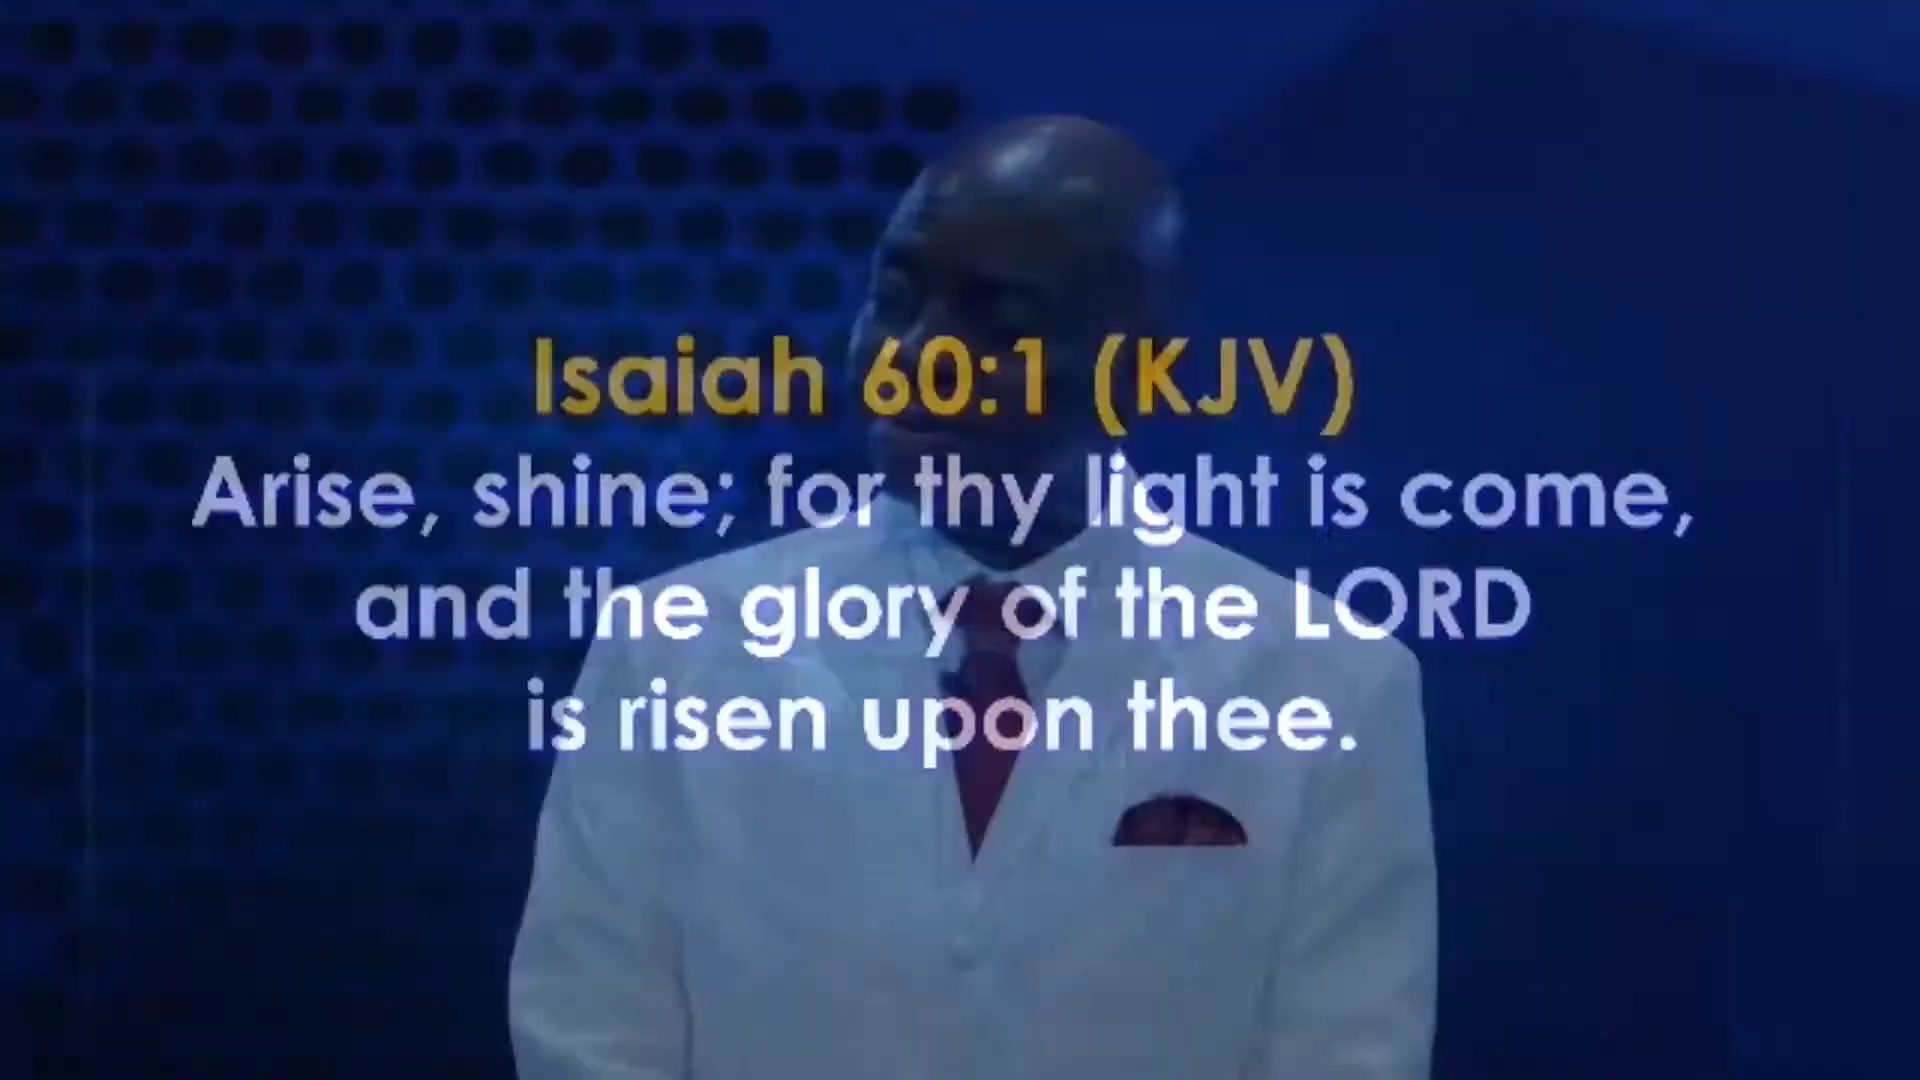 Isaiah 60:1 (KJV)
Arise, shine; for thy light is come,
and the glory of the LORD
is risen upon thee.